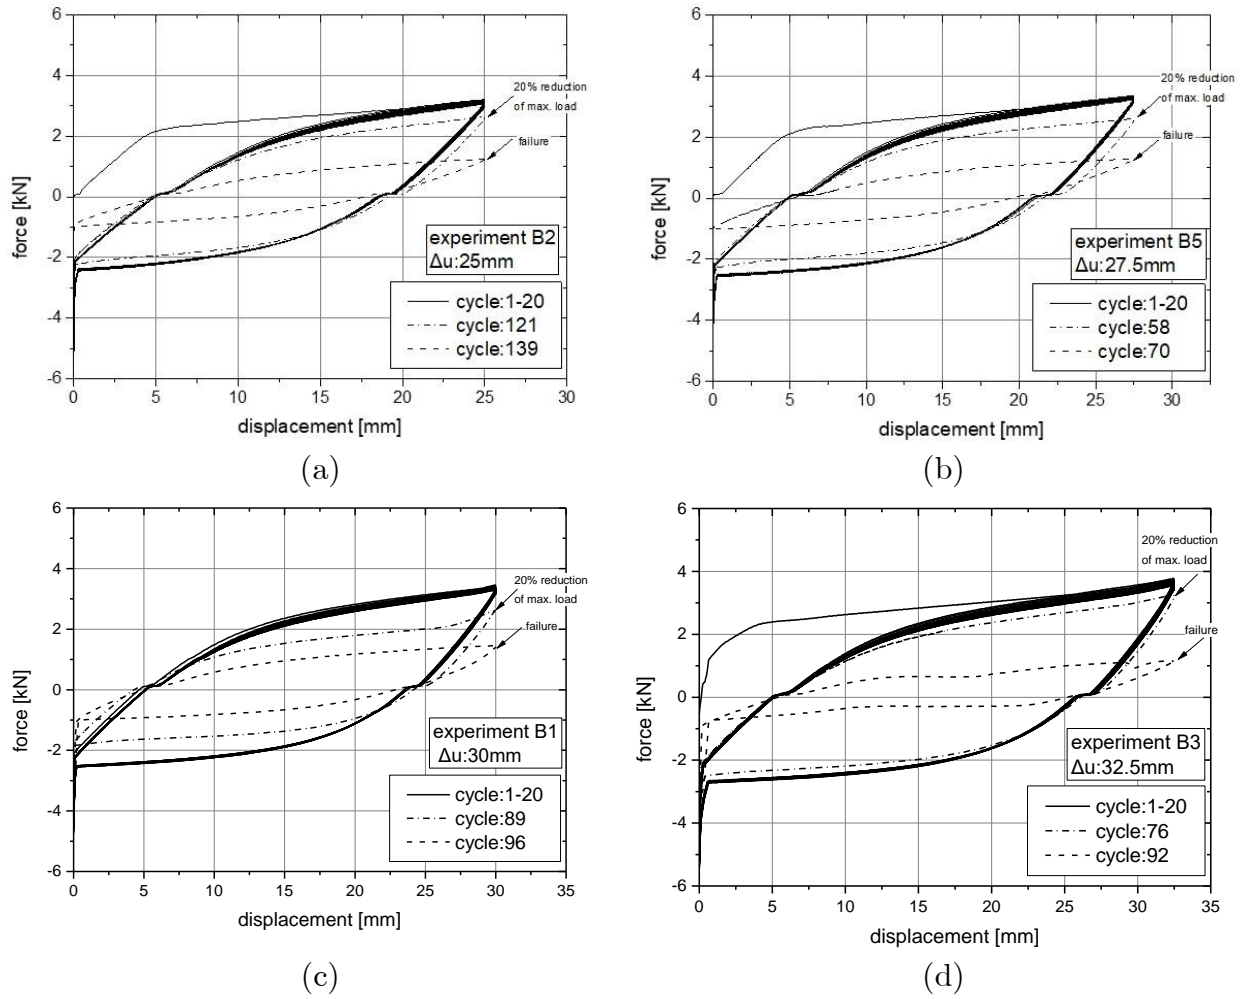 6
4
2
0
-2
-4
-6
force [kN]
0
5
10
15
20
25
30
displacement [mm]
20% reduction
of max. load
failure
experiment B2
Δu:25mm
cycle:1-20
cycle:121
cycle:139
(a)
6
4
2
0
-2
-4
-6
force [kN]
0
5
10
15
20
25
30
displacement [mm]
20% reduction
of max. load
failure
experiment B5
Δu:27.5mm
cycle:1-20
cycle:58
cycle:70
(b)
6
4
2
0
-2
-4
-6
force [kN]
0
5
10
15
20
25
30
35
displacement [mm]
20% reduction
of max. load
failure
experiment B1
Δu:30mm
cycle:1-20
cycle:89
cycle:96
(c)
6
4
2
0
-2
-4
-6
force [kN]
0
5
10
15
20
25
30
35
displacement [mm]
20% reduction
of max. load
failure
experiment B3
Δu:32.5mm
cycle:1-20
cycle:76
cycle:92
(d)